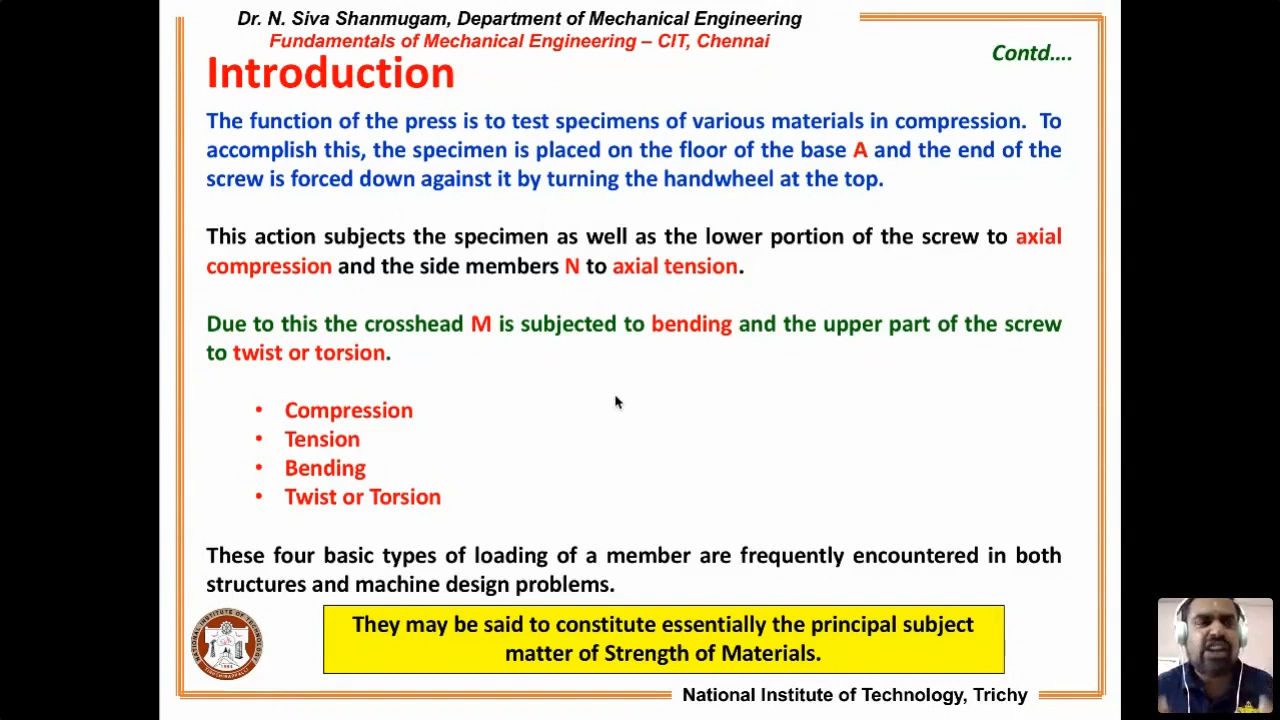 Dr. N. Siva Shanmugam, Department of Mechanical Engineering
Fundamentals of Mechanical Engineering – CIT, Chennai
Contd....
Introduction
The function of the press is to test specimens of various materials in compression. To
accomplish this, the specimen is placed on the floor of the base A and the end of the
screw is forced down against it by turning the handwheel at the top.
This action subjects the specimen as well as the lower portion of the screw to axial
compression and the side members N to axial tension.
Due to this the crosshead M is subjected to bending and the upper part of the screw
to twist or torsion.
• Compression
• Tension
• Bending
• Twist or Torsion
These four basic types of loading of a member are frequently encountered in both
structures and machine design problems.
They may be said to constitute essentially the principal subject
matter of Strength of Materials.
National Institute of Technology, Trichy